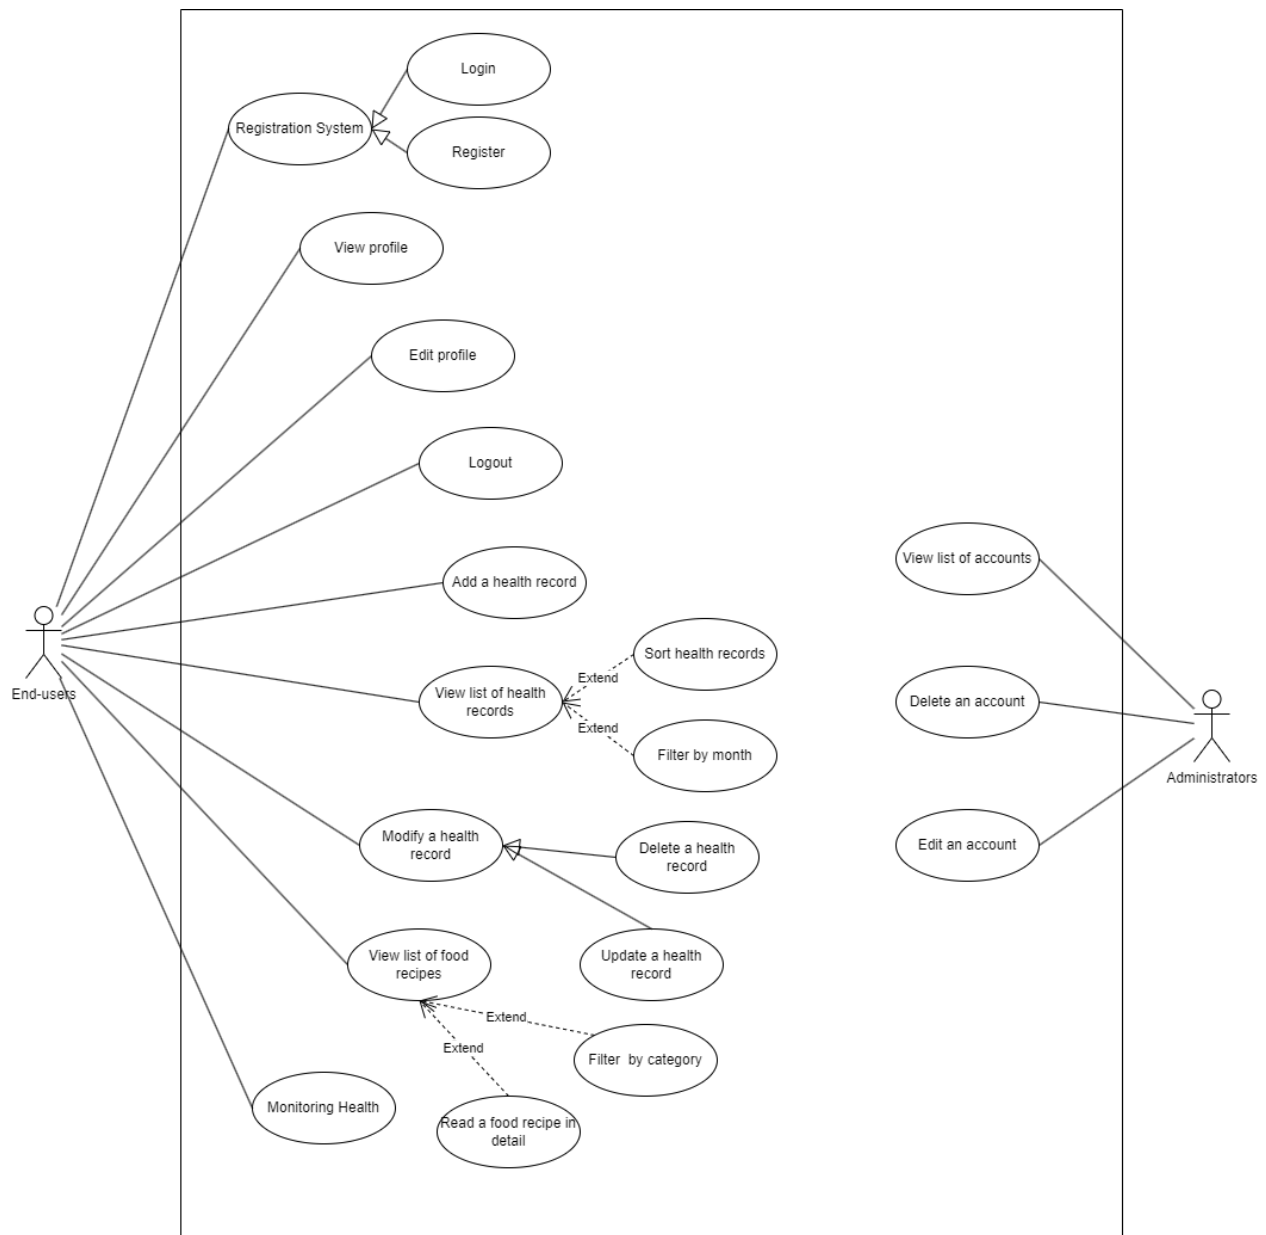 Login
Registration System
Register
View profile
Edit profile
Logout
View list of accounts
Add a health record
Sort health records
Extend
End-users
View list of health
records
Delete an account
Extend
Filter by month
Administrators
Modify a health
record
Delete a health
record
Edit an account
View list of food
recipes
Update a health
record
Extend
Extend
Filter  by category
Monitoring Health
Read a food recipe in
detail